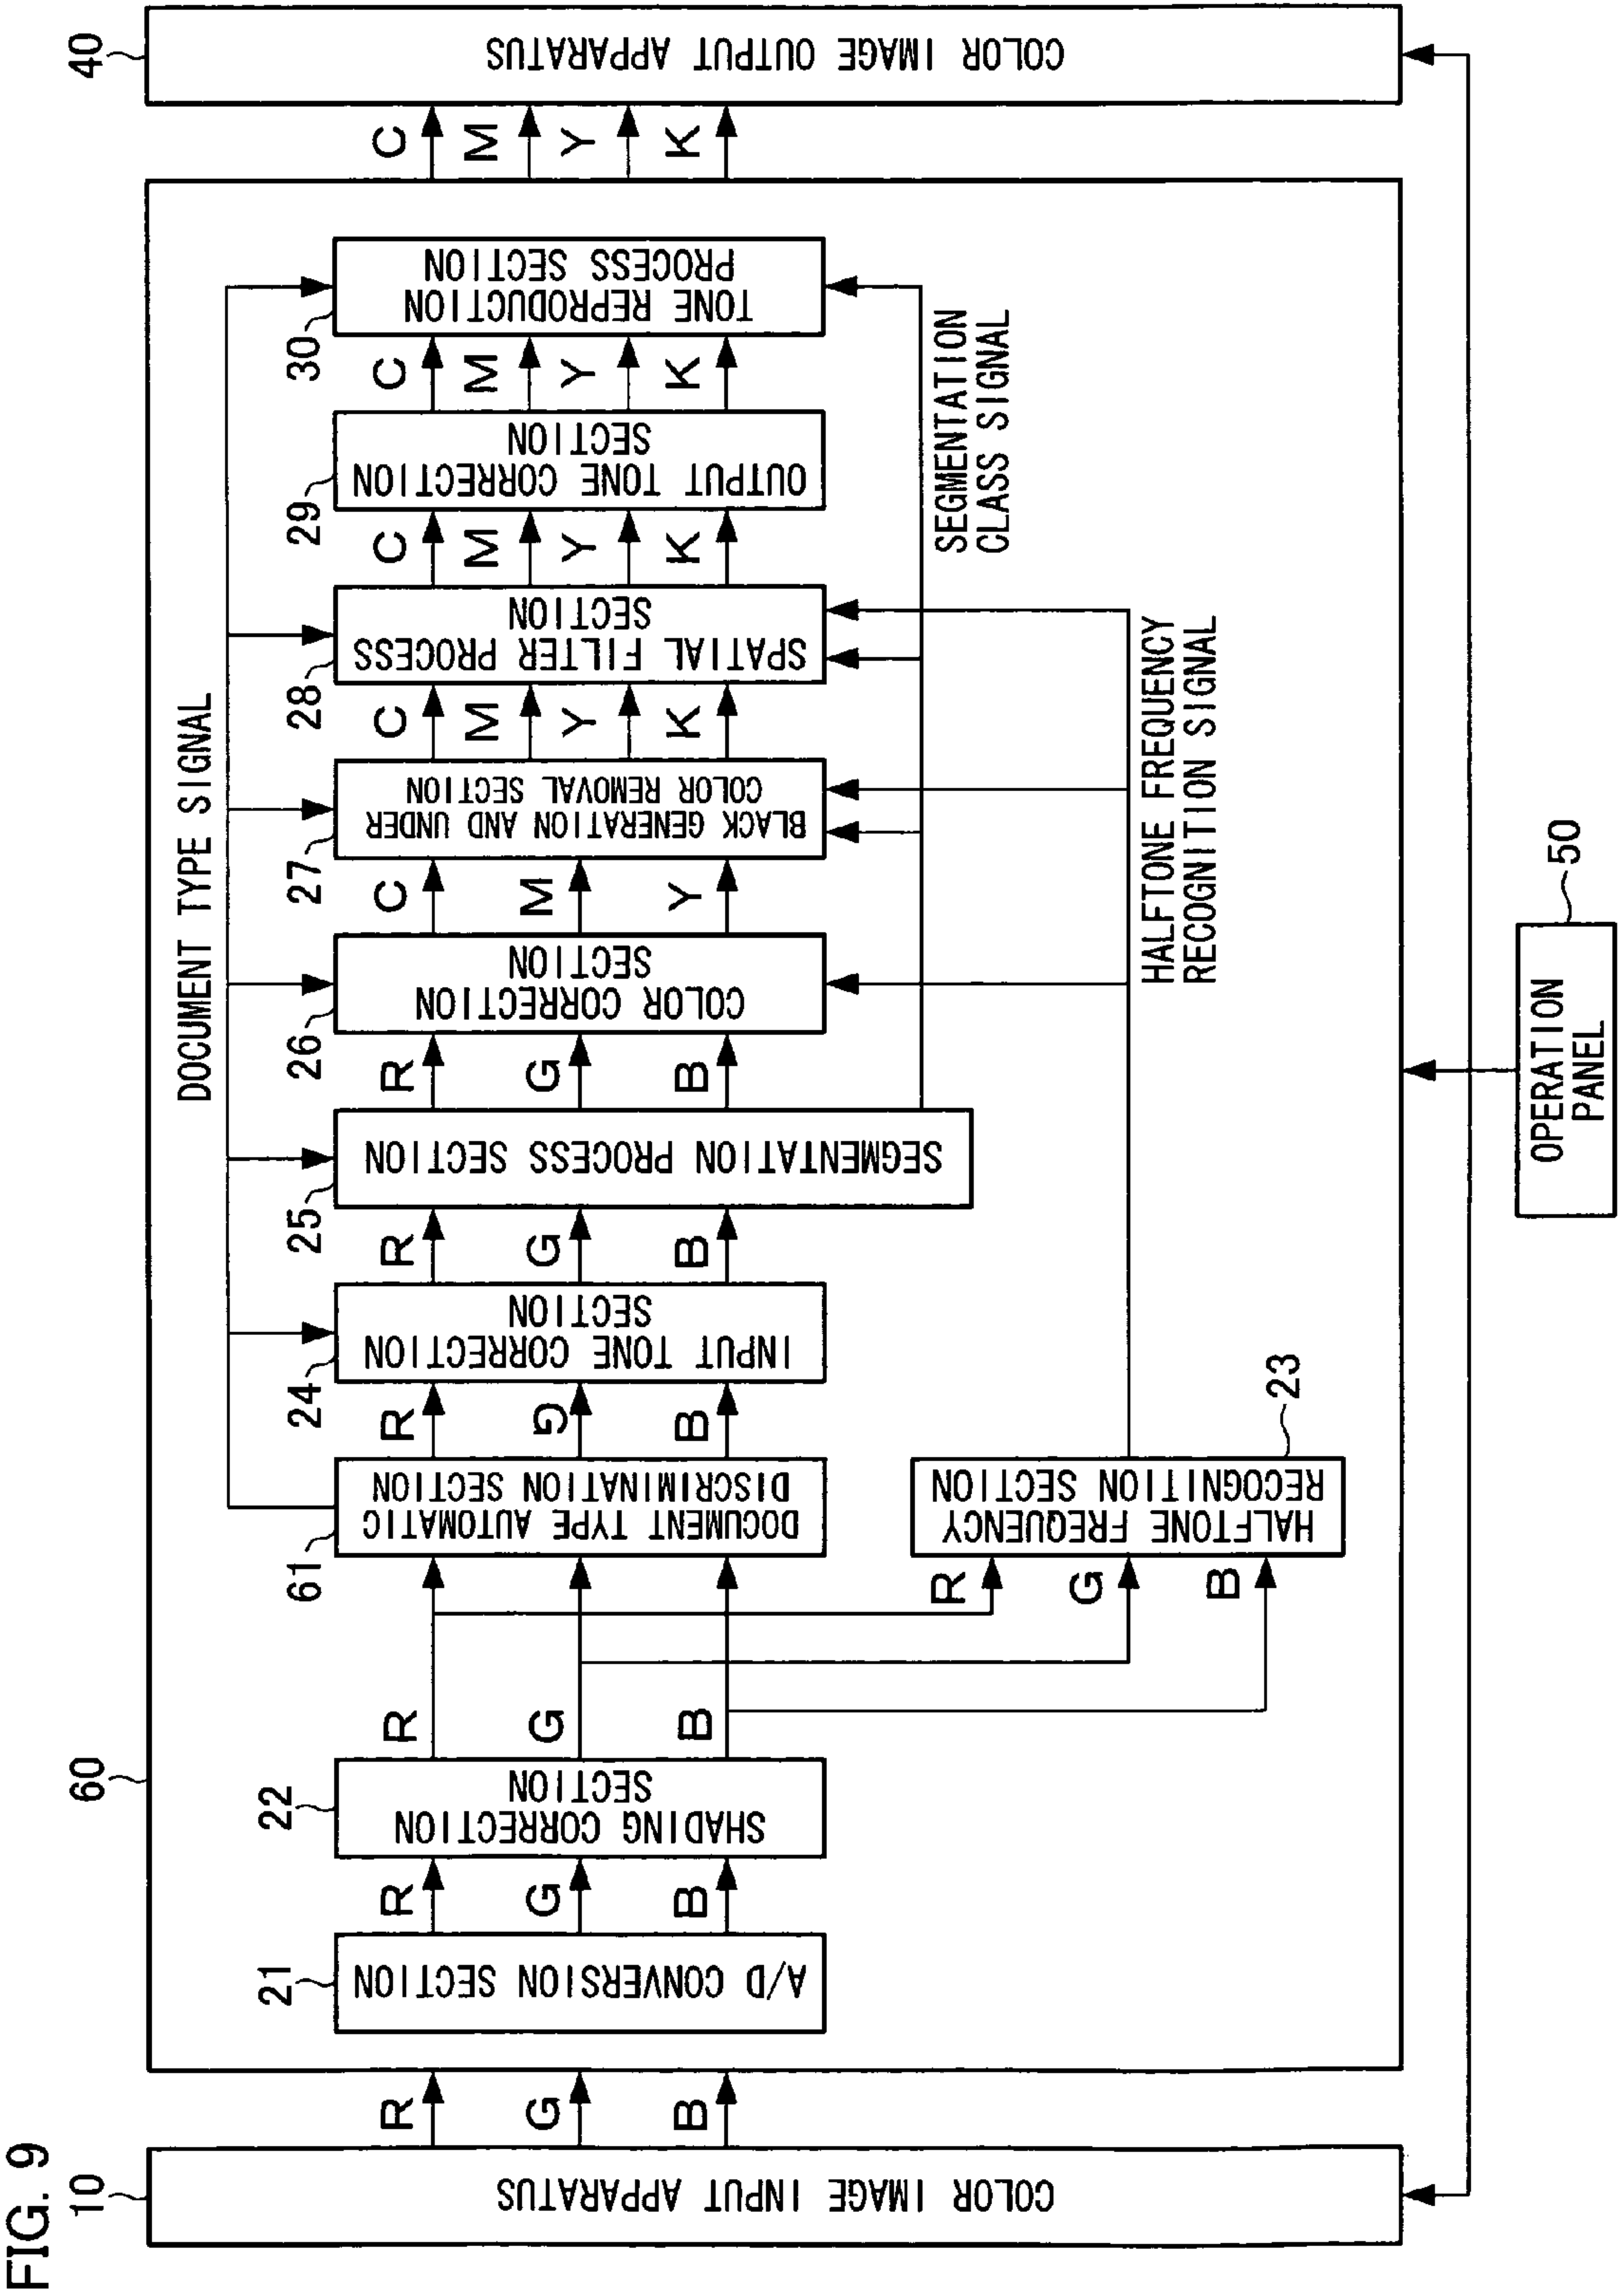 FIG. 9
10
COLOR IMAGE INPUT APPARATUS
R
G
B
60
21
A/D CONVERSION SECTION
R
G
B
22
SHADING CORRECTION
SECTION
R
G
B
R
G
B
61
DOCUMENT TYPE AUTOMATIC
DISCRIMINATION SECTION
23
HALFTONE FREQUENCY
RECOGNITION SECTION
R
G
B
24
INPUT TONE CORRECTION
SECTION
R
G
B
25
SEGMENTATION PROCESS SECTION
R
G
B
26
COLOR CORRECTION
SECTION
C
M
Y
27
BLACK GENERATION AND UNDER
COLOR REMOVAL SECTION
C
M
Y
K
28
SPATIAL FILTER PROCESS
SECTION
C
M
Y
K
29
OUTPUT TONE CORRECTION
SECTION
C
M
Y
K
30
TONE REPRODUCTION
PROCESS SECTION
C
M
Y
K
40
COLOR IMAGE OUTPUT APPARATUS
DOCUMENT TYPE SIGNAL
SEGMENTATION
CLASS SIGNAL
HALFTONE FREQUENCY
RECOGNITION SIGNAL
50
OPERATION
PANEL